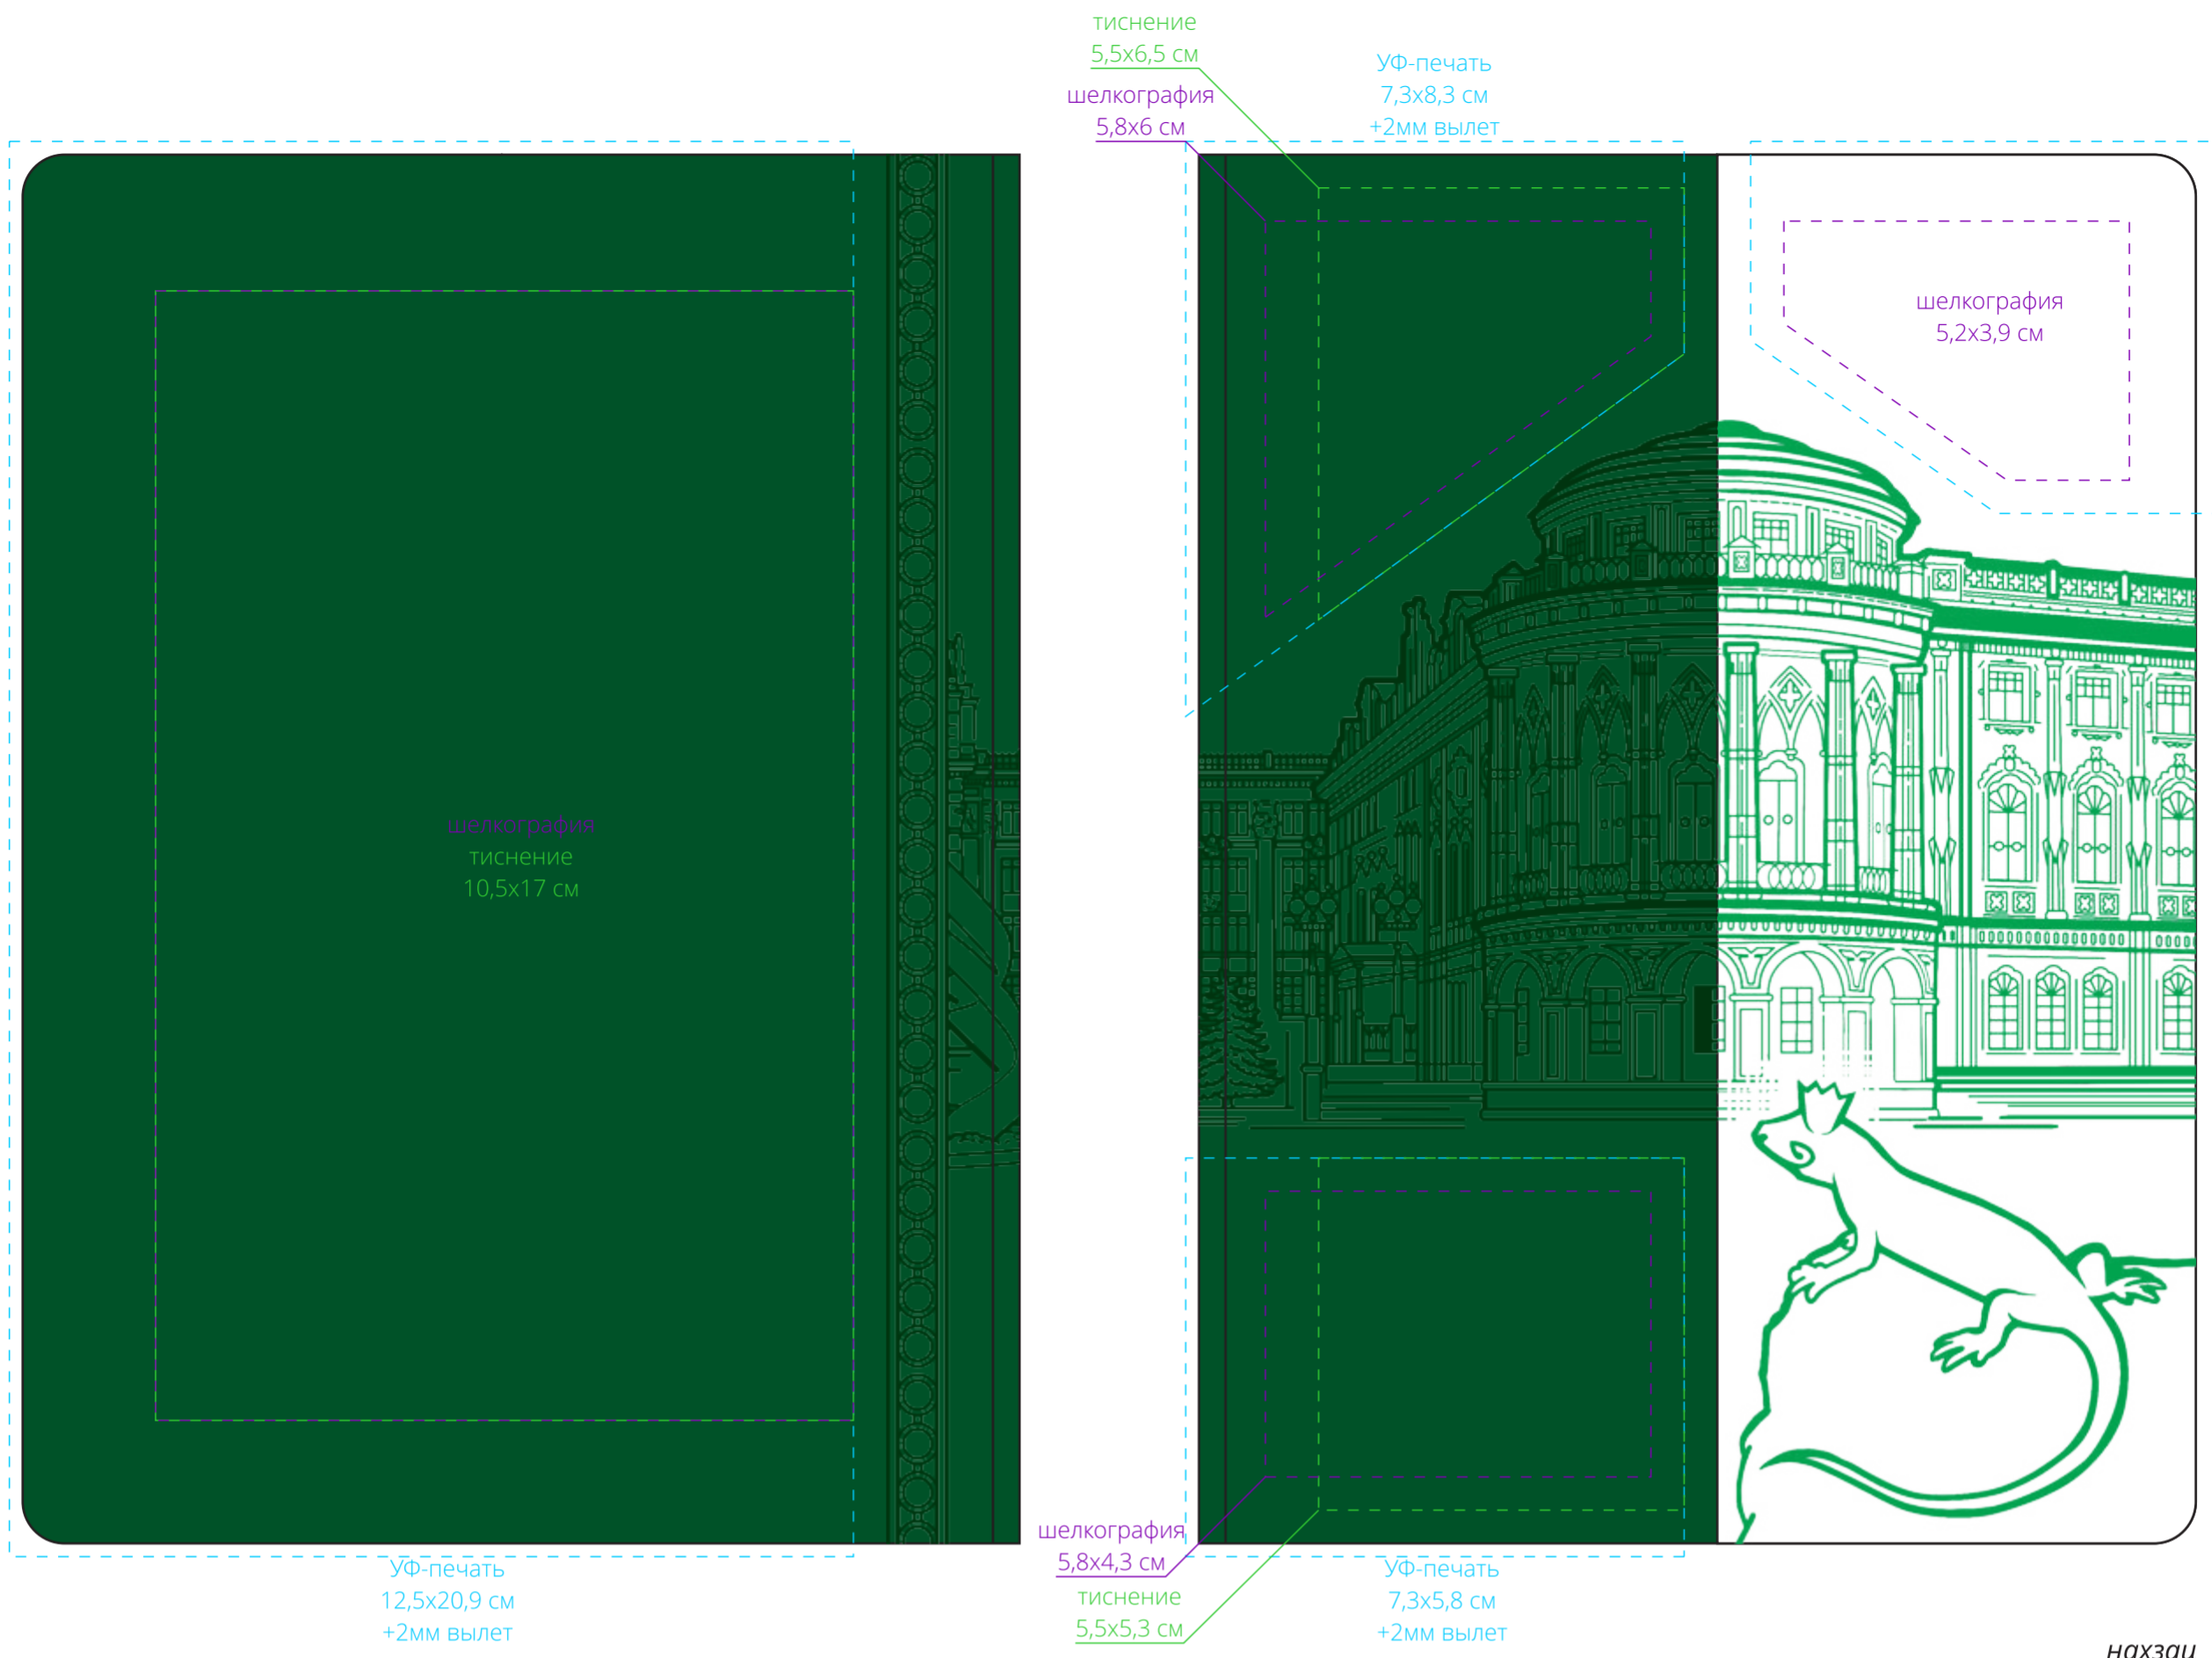 тиснение
5,5х6,5 см
шелкография
5,8х6 см
УФ-печать
7,3х8,3 см
+2мм вылет
шелкография
5,2х3,9 см
шелкография
тиснение
10,5х17 см
УФ-печать
12,5х20,9 см
+2мм вылет
шелкография
5,8х4,3 см
тиснение
5,5х5,3 см
УФ-печать
7,3х5,8 см
+2мм вылет